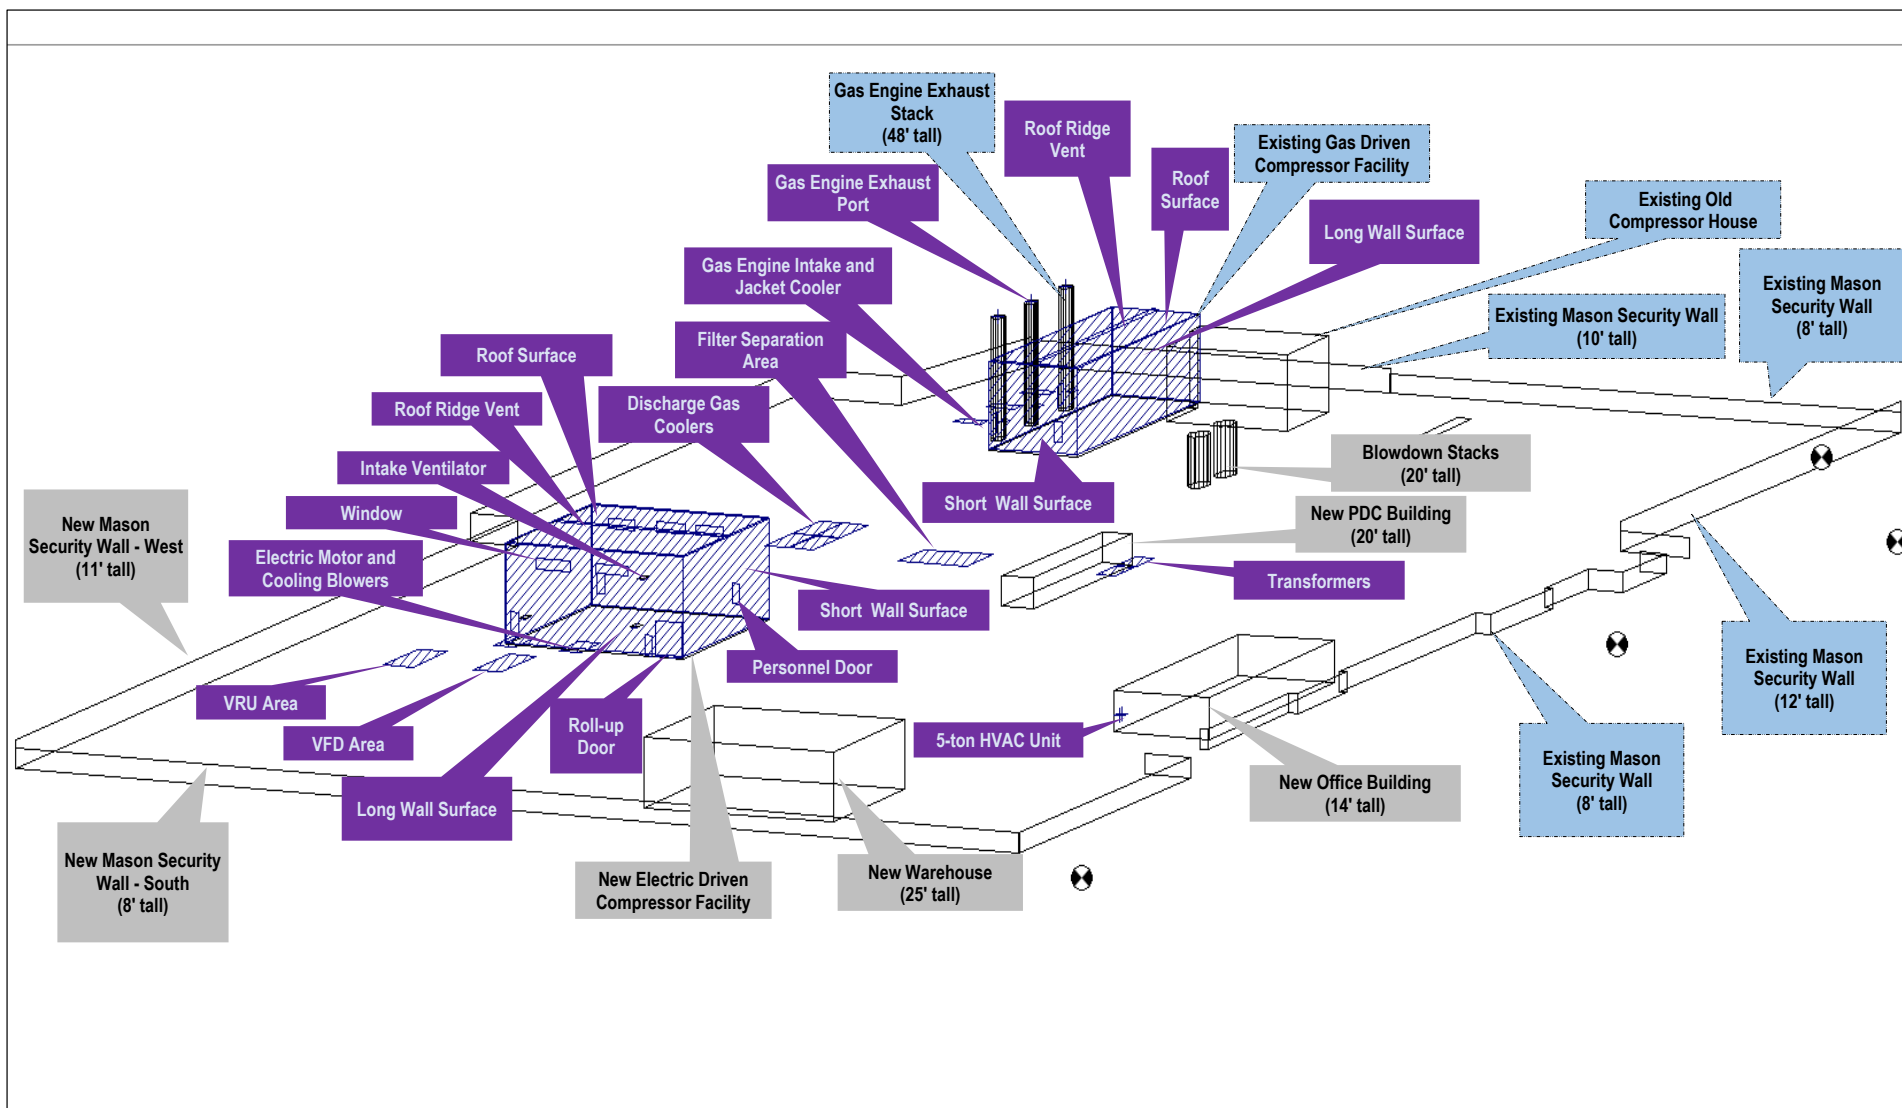 Gas Engine Exhaust
Stack
(48' tall)
Roof Ridge
Vent
Existing Gas Driven
Compressor Facility
Gas Engine Exhaust
Port
Roof
Surface
Existing Old
Compressor House
Long Wall Surface
Gas Engine Intake and
Jacket Cooler
Existing Mason
Security Wall
(8' tall)
Existing Mason Security Wall
(10' tall)
Filter Separation
Area
Roof Surface
Discharge Gas
Coolers
Roof Ridge Vent
Intake Ventilator
Blowdown Stacks
(20' tall)
Short Wall Surface
New Mason
Security Wall - West
(11' tall)
Window
New PDC Building
(20' tall)
Electric Motor and
Cooling Blowers
Transformers
Short Wall Surface
Personnel Door
Existing Mason
Security Wall
(12' tall)
VRU Area
Roll-up
Door
VFD Area
5-ton HVAC Unit
Existing Mason
Security Wall
(8' tall)
New Office Building
(14' tall)
Long Wall Surface
New Mason Security
Wall - South
(8' tall)
New Electric Driven
Compressor Facility
New Warehouse
(25' tall)